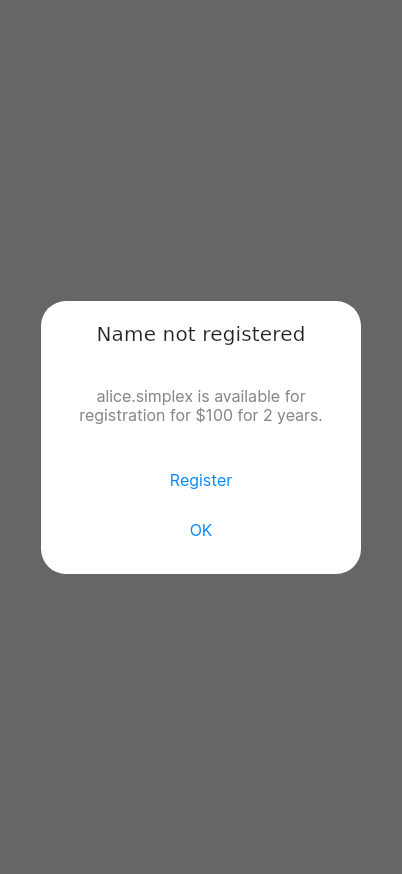 Name not registered
alice.simplex is available for
registration for $100 for 2 years.
Register
OK